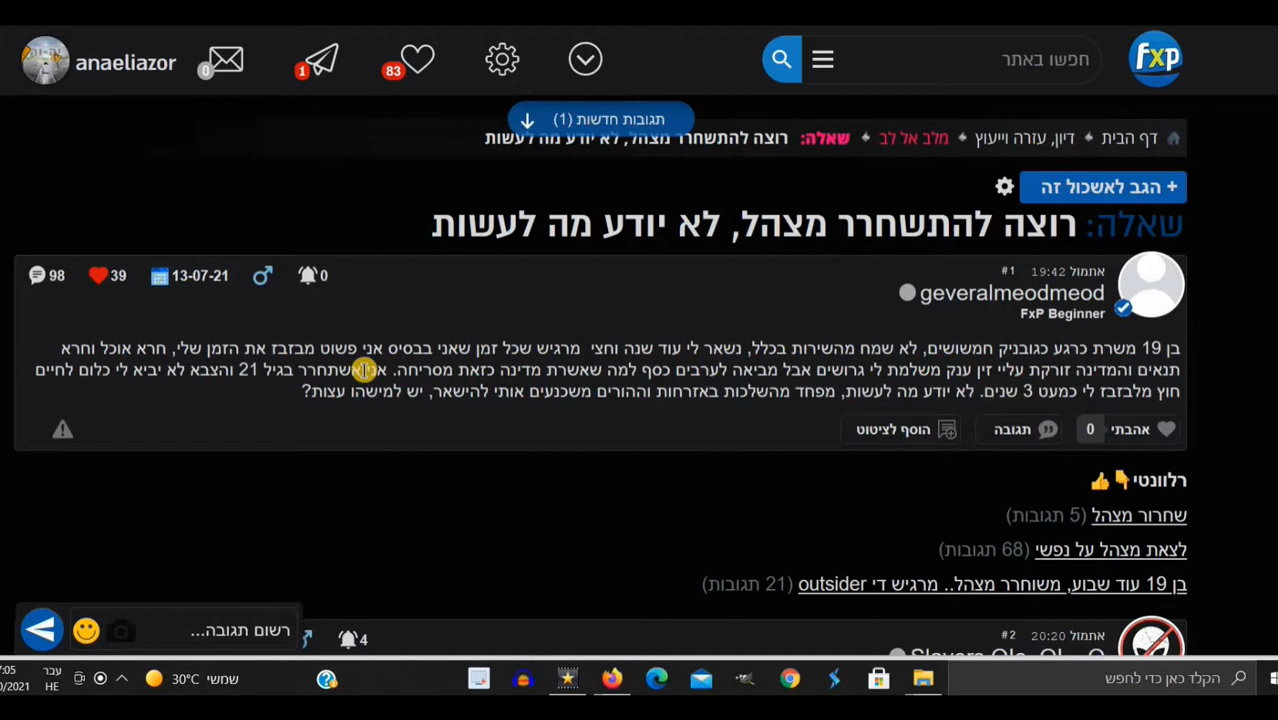 anaeliazor
0
1
83
חפשו באתר
fxp
תגובות חדשות (1)
דף הבית ♠ דיון, עזרה וייעוץ ♠ מלב אל לב ♠ שאלה: רוצה להתשחרר מצהל, לא יודע מה לעשות
+ הגב לאשכול זה
שאלה: רוצה להתשחרר מצהל, לא יודע מה לעשות
98 39 13-07-21 0
אתמול 19:42 #1
geveralmeodmeod
FxP Beginner
בן 19 משרת כרגע כגובניק חמשושים, לא שמח מהשירות בכלל, נשאר לי עוד שנה וחצי מרגיש שכל זמן שאני בבסיס אני פשוט מבזבז את הזמן שלי, חרא אוכל וחרא
תנאים והמדינה זורקת עליי זין ענק משלמת לי גרושים אבל מביאה לערבים כסף למה שאשרת מדינה כזאת מסריחה. אני אשתחרר בגיל 21 והצבא לא יביא לי כלום לחיים
חוץ מלבזבז לי כמעט 3 שנים. לא יודע מה לעשות, מפחד מהשלכות באזרחות וההורים משכנעים אותי להישאר, יש למישהו עצות?
אהבתי 0 תגובה הוסף לציטוט
רלוונטי
שחרור מצהל (5 תגובות)
לצאת מצהל על נפשי (68 תגובות)
בן 19 עוד שבוע, משוחרר מצהל.. מרגיש די outsider (21 תגובות)
רשום תגובה...
4
אתמול 20:20 #2
הקלד כאן כדי לחפש
30°C שמשי
עבר
HE